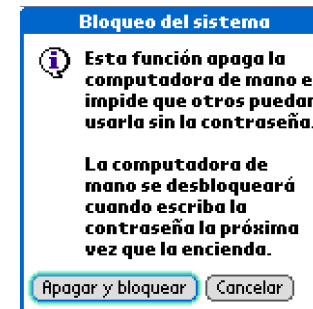 Bloqueo del sistema
Esta función apaga la
computadora de mano e
impide que otros puedan
usarla sin la contraseña.
La computadora de
mano se desbloqueará
cuando escriba la
contraseña la próxima
vez que la encienda.
Apagar y bloquear Cancelar